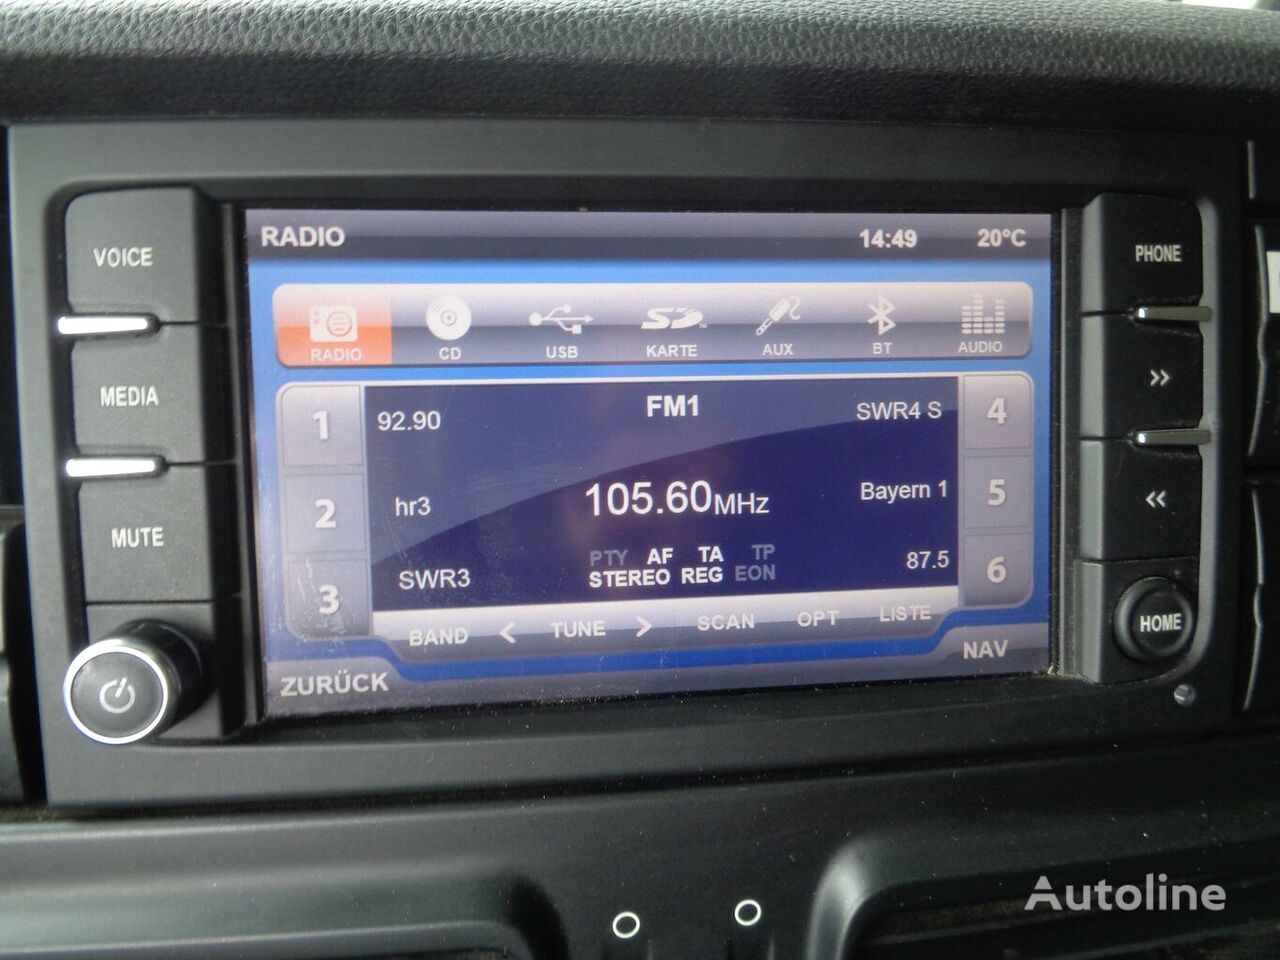 VOICE
MEDIA
MUTE
RADIO 14:49 20°C
RADIO CD USB KARTE AUX BT AUDIO
1 92.90 FM1 SWR4 S 4
2 hr3 105.60MHz Bayern 1 5
PTY AF TA TP
3 SWR3 STEREO REG EON 87.5 6
BAND < TUNE > SCAN OPT LISTE
ZURÜCK NAV
PHONE
>>
<<
HOME
Autoline